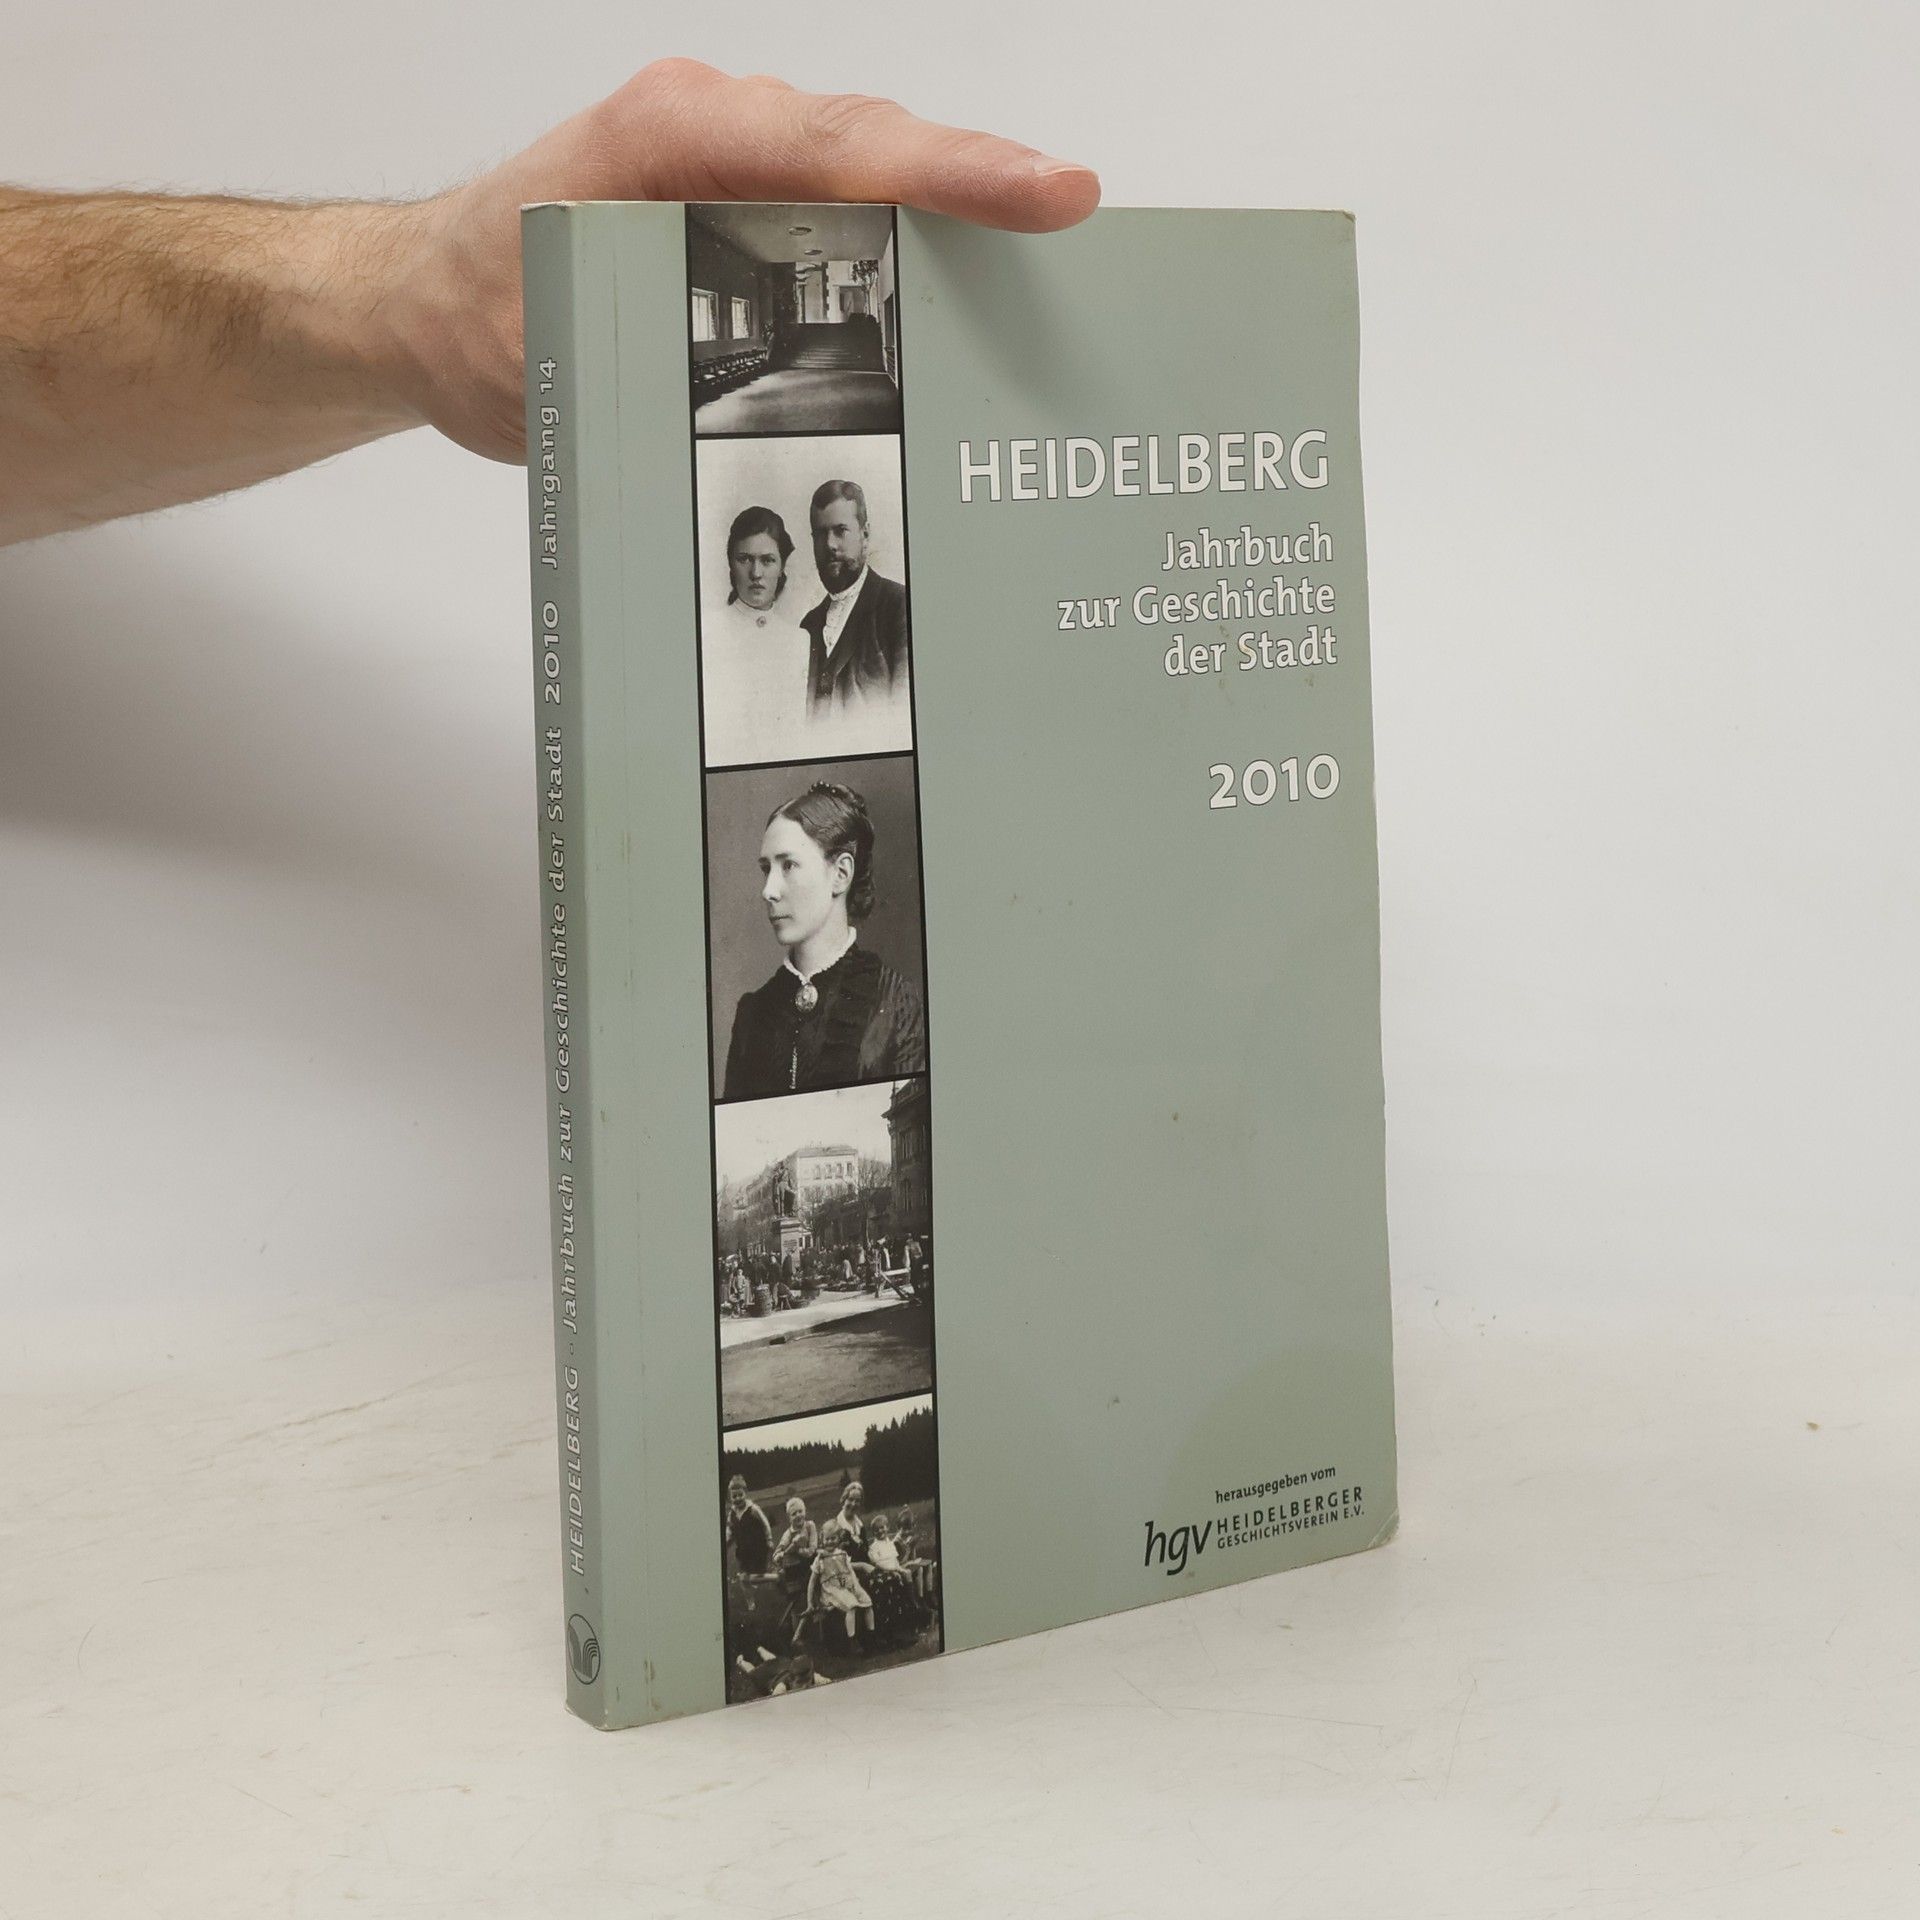 HEIDELBERG · Jahrbuch zur Geschichte der Stadt 2010 Jahrgang 14
HEIDELBERG
Jahrbuch
zur Geschichte
der Stadt
2010
herausgegeben vom
hgv HEIDELBERGER
GESCHICHTSVEREIN E.V.